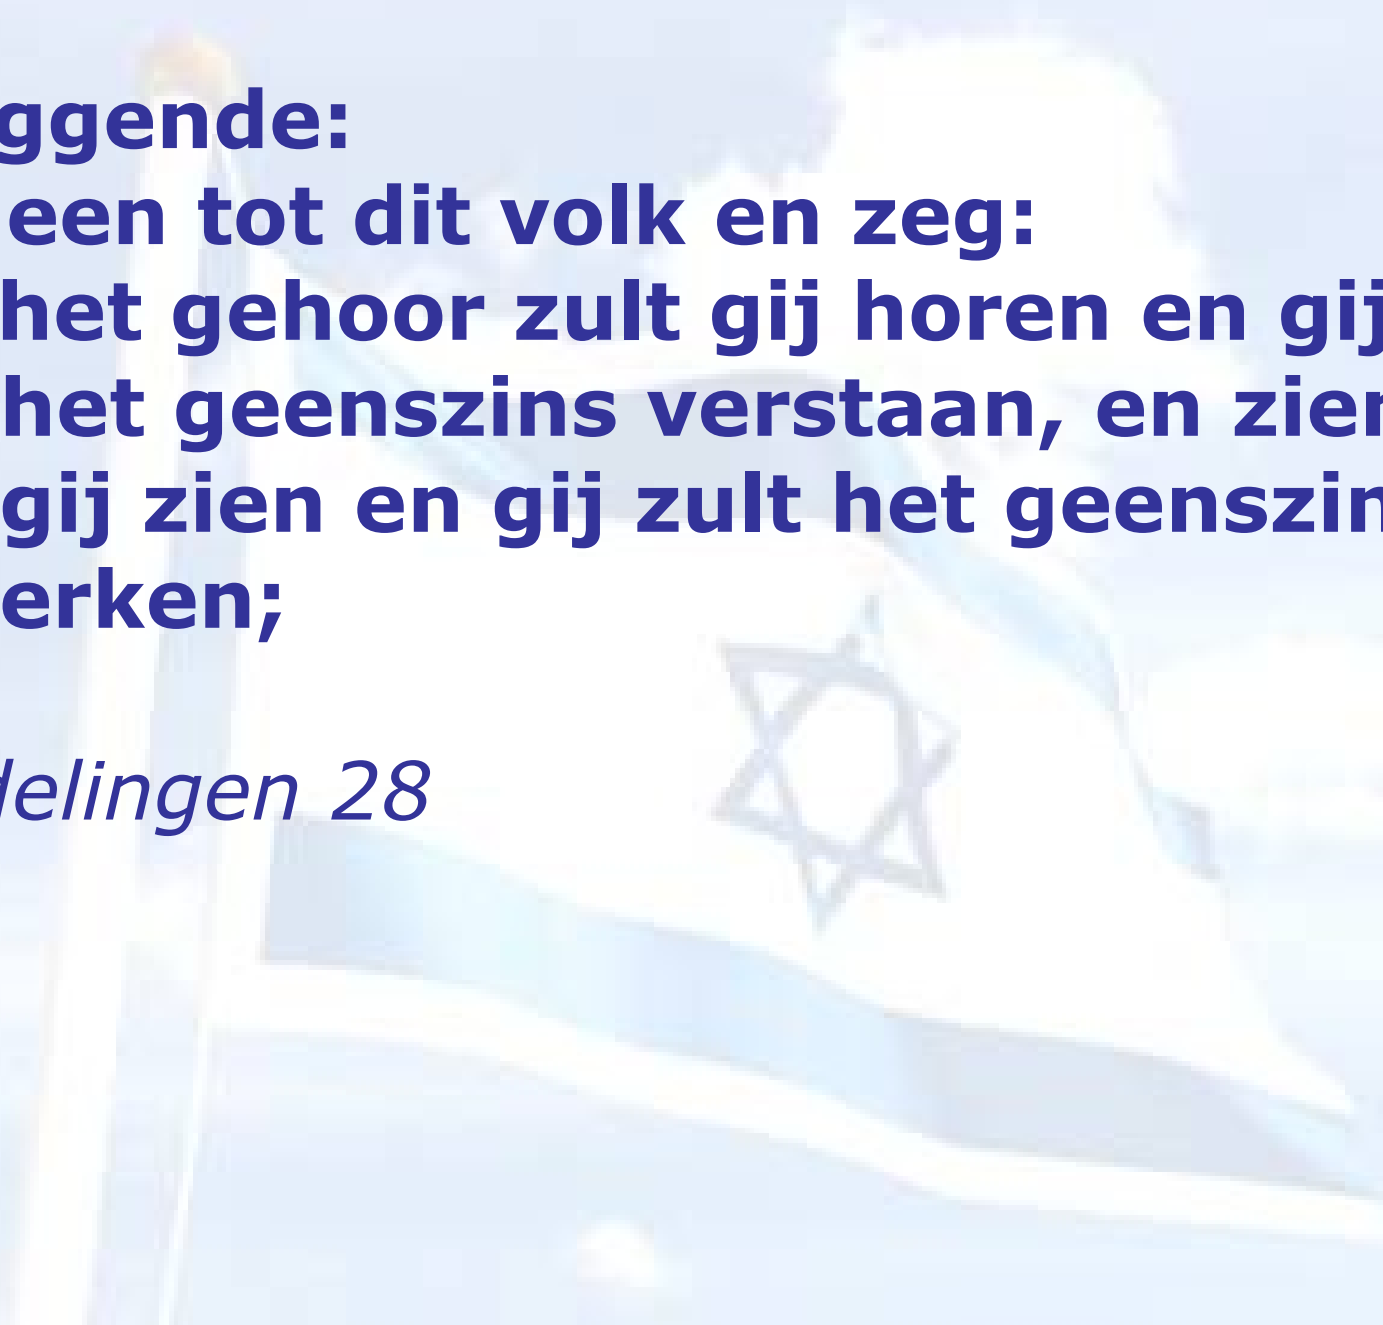 ggende:
een tot dit volk en zeg:
het gehoor zult gij horen en gij
het geenszins verstaan, en zien
gij zien en gij zult het geenszin
erken;
delingen 28